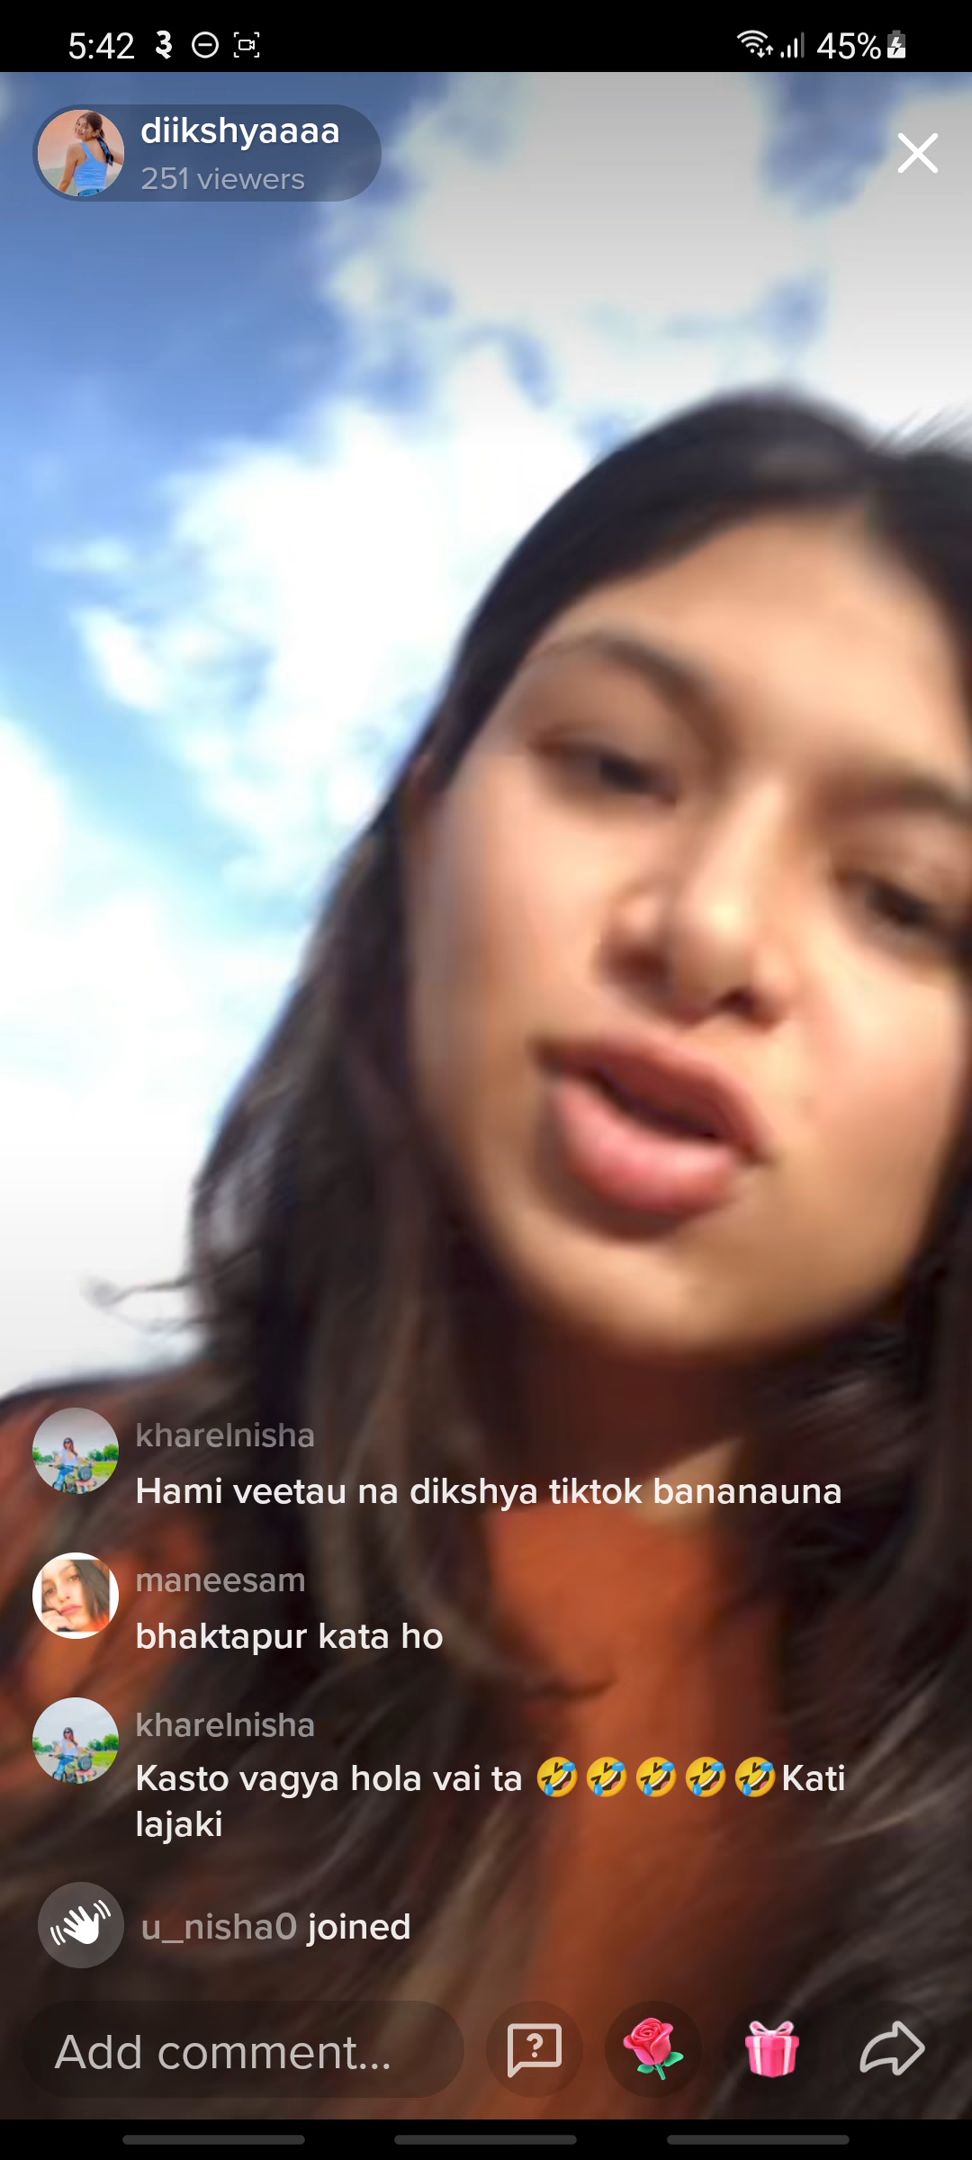 5:42 ३ 45%
diikshyaaaa
251 viewers
kharelnisha
Hami veetau na dikshya tiktok bananauna
maneesam
bhaktapur kata ho
kharelnisha
Kasto vagya hola vai ta 🤣🤣🤣🤣🤣Kati
lajaki
u_nisha0 joined
Add comment...